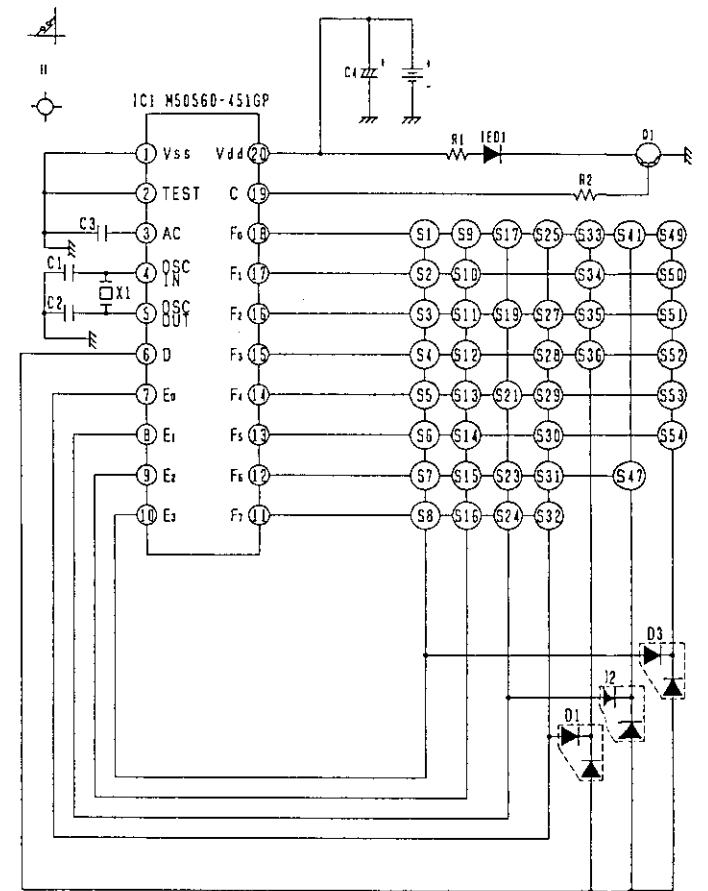 C4
IC1 M50560-451GP
R1 LED1 Q1
1 Vss Vdd 20
2 TEST C 19
R2
C3 3 AC F0 18 S1 S9 S17 S25 S33 S41 S49
C1 4 OSC IN F1 17 S2 S10 S34 S50
X1
C2 5 OSC OUT F2 16 S3 S11 S19 S27 S35 S51
6 D F3 15 S4 S12 S28 S36 S52
7 E0 F4 14 S5 S13 S21 S29 S53
8 E1 F5 13 S6 S14 S30 S54
9 E2 F6 12 S7 S15 S23 S31 S47
10 E3 F7 11 S8 S16 S24 S32
D3
D2
D1